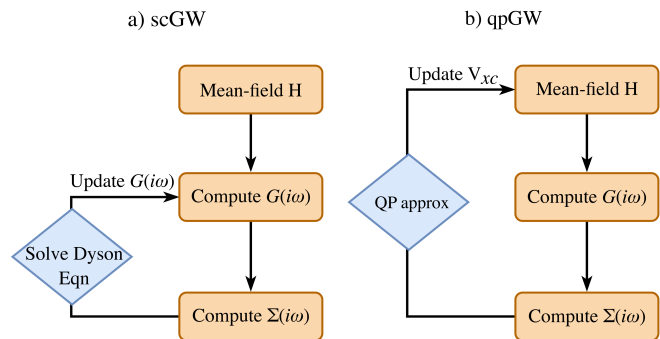 a) scGW
Mean-field H
Update G(iω)
Compute G(iω)
Solve Dyson
Eqn
Compute Σ(iω)
b) qpGW
Update Vxc
Mean-field H
QP approx
Compute G(iω)
Compute Σ(iω)